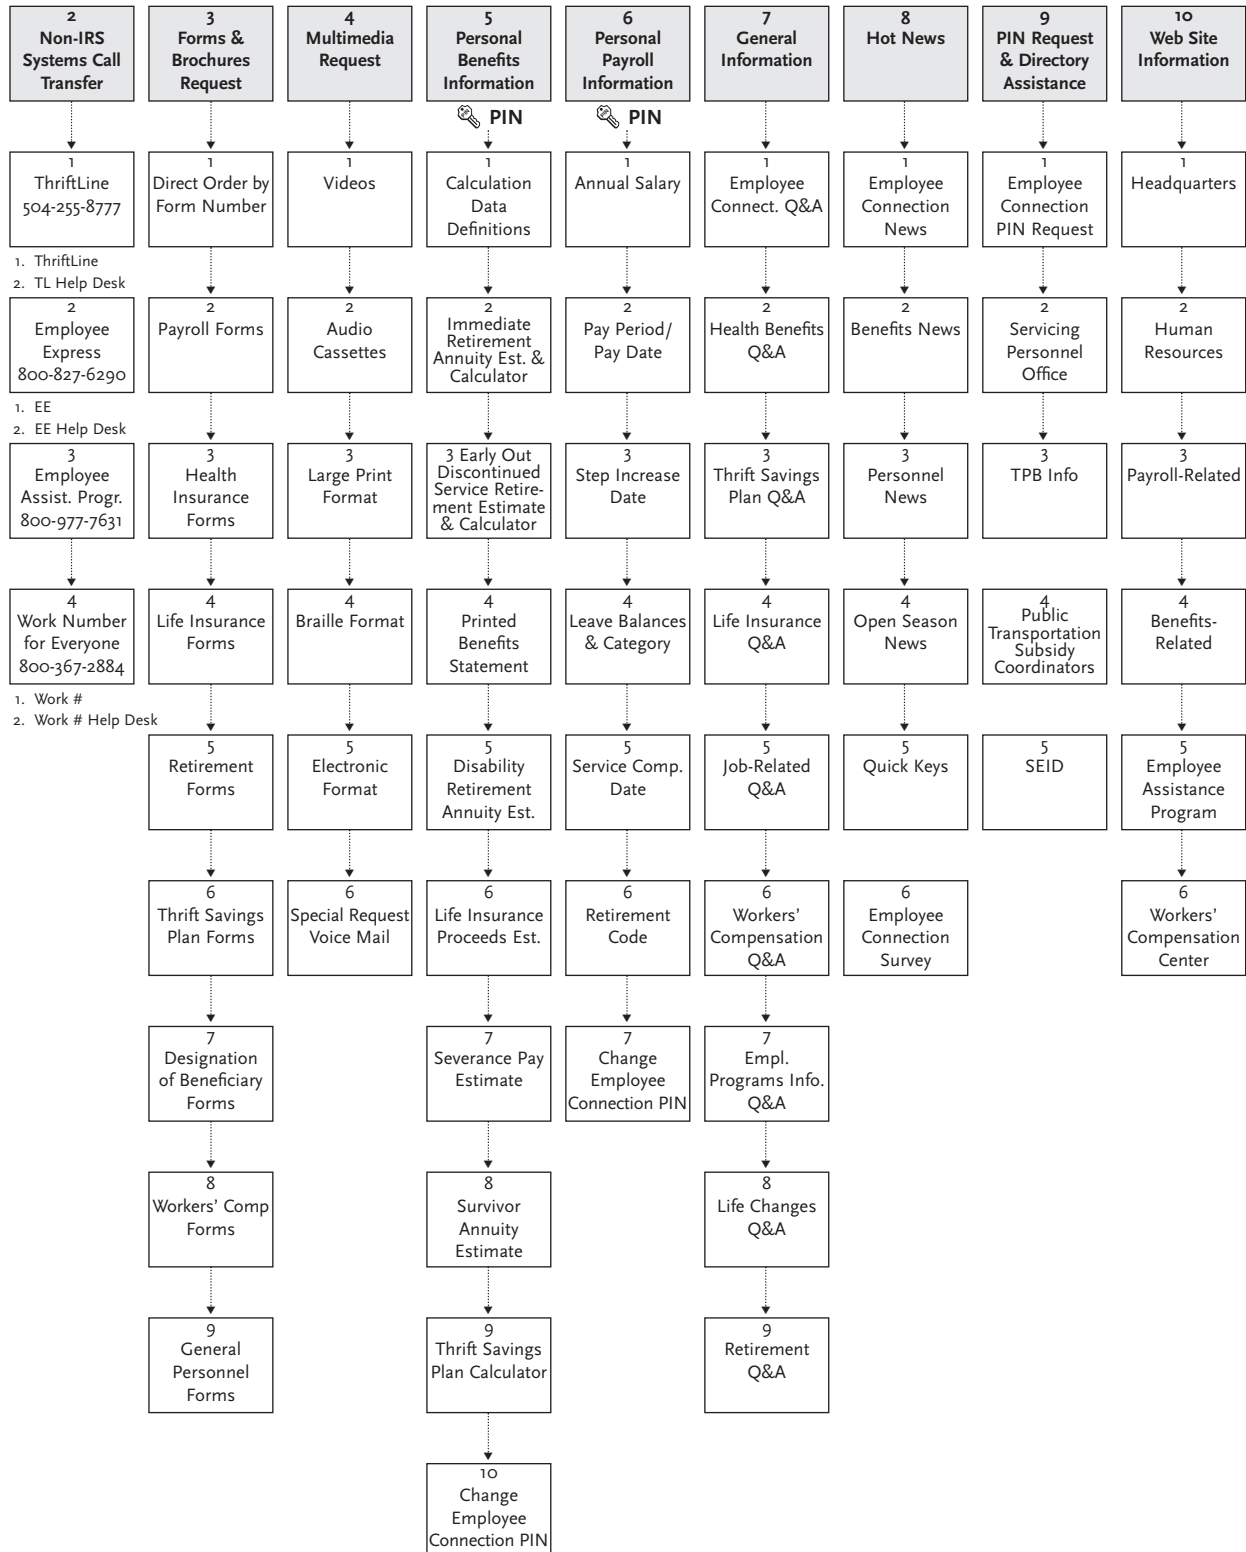 2
Non-IRS
Systems Call
Transfer
1
ThriftLine
504-255-8777
1. ThriftLine
2. TL Help Desk
2
Employee
Express
800-827-6290
1. EE
2. EE Help Desk
3
Employee
Assist. Progr.
800-977-7631
4
Work Number
for Everyone
800-367-2884
1. Work #
2. Work # Help Desk
3
Forms &
Brochures
Request
1
Direct Order by
Form Number
2
Payroll Forms
3
Health
Insurance
Forms
4
Life Insurance
Forms
5
Retirement
Forms
6
Thrift Savings
Plan Forms
7
Designation
of Beneficiary
Forms
8
Workers' Comp
Forms
9
General
Personnel
Forms
4
Multimedia
Request
1
Videos
2
Audio
Cassettes
3
Large Print
Format
4
Braille Format
5
Electronic
Format
6
Special Request
Voice Mail
5
Personal
Benefits
Information
PIN
1
Calculation
Data
Definitions
2
Immediate
Retirement
Annuity Est. &
Calculator
3 Early Out
Discontinued
Service Retire-
ment Estimate
& Calculator
4
Printed
Benefits
Statement
5
Disability
Retirement
Annuity Est.
6
Life Insurance
Proceeds Est.
7
Severance Pay
Estimate
8
Survivor
Annuity
Estimate
9
Thrift Savings
Plan Calculator
10
Change
Employee
Connection PIN
6
Personal
Payroll
Information
PIN
1
Annual Salary
2
Pay Period/
Pay Date
3
Step Increase
Date
4
Leave Balances
& Category
5
Service Comp.
Date
6
Retirement
Code
7
Change
Employee
Connection PIN
7
General
Information
1
Employee
Connect. Q&A
2
Health Benefits
Q&A
3
Thrift Savings
Plan Q&A
4
Life Insurance
Q&A
5
Job-Related
Q&A
6
Workers'
Compensation
Q&A
7
Empl.
Programs Info.
Q&A
8
Life Changes
Q&A
9
Retirement
Q&A
8
Hot News
1
Employee
Connection
News
2
Benefits News
3
Personnel
News
4
Open Season
News
5
Quick Keys
6
Employee
Connection
Survey
9
PIN Request
& Directory
Assistance
1
Employee
Connection
PIN Request
2
Servicing
Personnel
Office
3
TPB Info
4
Public
Transportation
Subsidy
Coordinators
5
SEID
10
Web Site
Information
1
Headquarters
2
Human
Resources
3
Payroll-Related
4
Benefits-
Related
5
Employee
Assistance
Program
6
Workers'
Compensation
Center